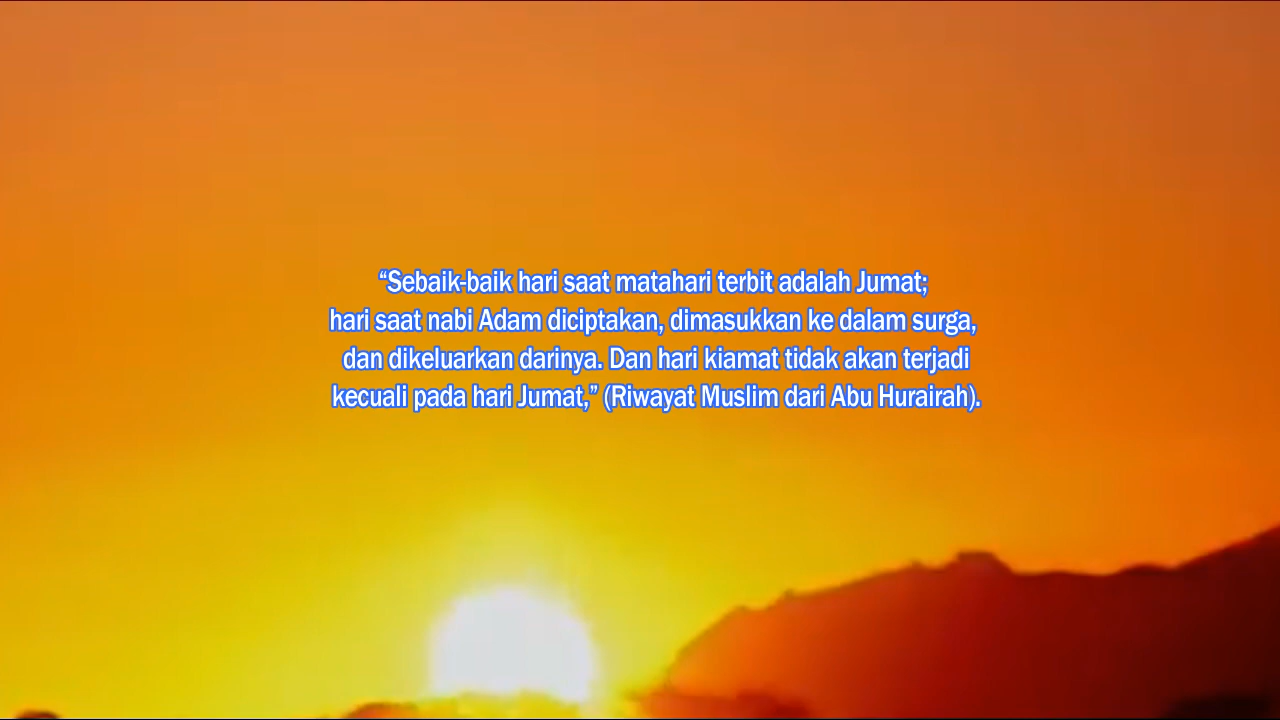 “Sebaik-baik hari saat matahari terbit adalah Jumat;
hari saat nabi Adam diciptakan, dimasukkan ke dalam surga,
dan dikeluarkan darinya. Dan hari kiamat tidak akan terjadi
kecuali pada hari Jumat,” (Riwayat Muslim dari Abu Hurairah).